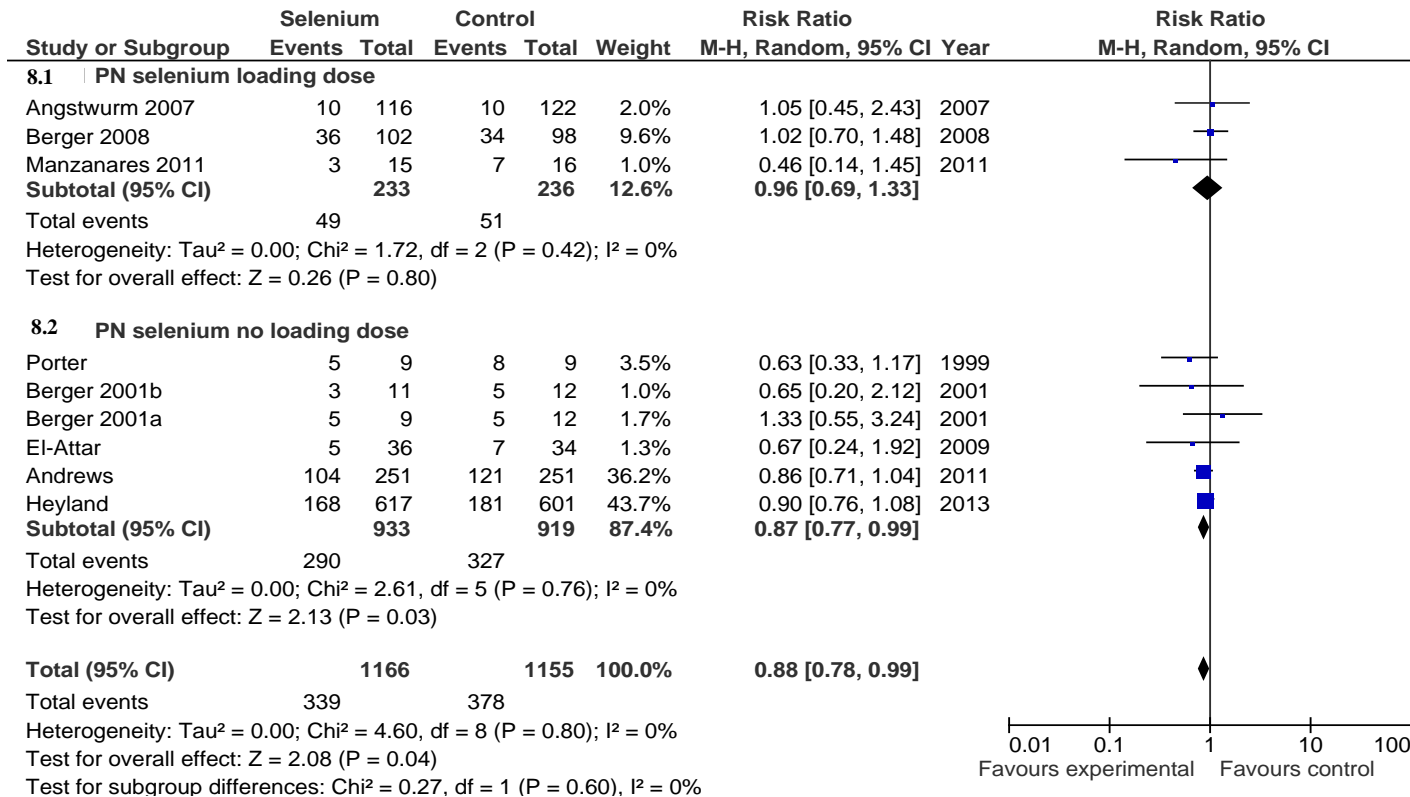 Selenium Control Risk Ratio Risk Ratio
Study or Subgroup Events Total Events Total Weight M-H, Random, 95% CI Year M-H, Random, 95% CI
8.1 PN selenium loading dose
Angstwurm 2007 10 116 10 122 2.0% 1.05 [0.45, 2.43] 2007
Berger 2008 36 102 34 98 9.6% 1.02 [0.70, 1.48] 2008
Manzanares 2011 3 15 7 16 1.0% 0.46 [0.14, 1.45] 2011
Subtotal (95% CI) 233 236 12.6% 0.96 [0.69, 1.33]
Total events 49 51
Heterogeneity: Tau² = 0.00; Chi² = 1.72, df = 2 (P = 0.42); I² = 0%
Test for overall effect: Z = 0.26 (P = 0.80)
8.2 PN selenium no loading dose
Porter 5 9 8 9 3.5% 0.63 [0.33, 1.17] 1999
Berger 2001b 3 11 5 12 1.0% 0.65 [0.20, 2.12] 2001
Berger 2001a 5 9 5 12 1.7% 1.33 [0.55, 3.24] 2001
El-Attar 5 36 7 34 1.3% 0.67 [0.24, 1.92] 2009
Andrews 104 251 121 251 36.2% 0.86 [0.71, 1.04] 2011
Heyland 168 617 181 601 43.7% 0.90 [0.76, 1.08] 2013
Subtotal (95% CI) 933 919 87.4% 0.87 [0.77, 0.99]
Total events 290 327
Heterogeneity: Tau² = 0.00; Chi² = 2.61, df = 5 (P = 0.76); I² = 0%
Test for overall effect: Z = 2.13 (P = 0.03)
Total (95% CI) 1166 1155 100.0% 0.88 [0.78, 0.99]
Total events 339 378
Heterogeneity: Tau² = 0.00; Chi² = 4.60, df = 8 (P = 0.80); I² = 0%
Test for overall effect: Z = 2.08 (P = 0.04)
Test for subgroup differences: Chi² = 0.27, df = 1 (P = 0.60), I² = 0%
0.01 0.1 1 10 100
Favours experimental Favours control